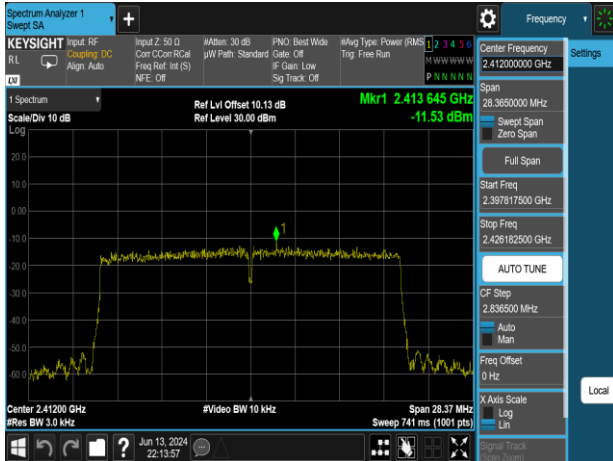 Spectrum Analyzer 1
Swept SA
+
Frequency
KEYSIGHT
Input: RF
Coupling: DC
Align: Auto
Input Z: 50 Ω
Corr CCorr RCal
Freq Ref: Int (S)
NFE: Off
#Atten: 30 dB
µW Path: Standard
PNO: Best Wide
Gate: Off
IF Gain: Low
Sig Track: Off
#Avg Type: Power (RMS
Trig: Free Run
1 2 3 4 5 6
M W W W W W
P N N N N N
RL
LXI
1 Spectrum
Scale/Div 10 dB
Ref Lvl Offset 10.13 dB
Ref Level 30.00 dBm
Mkr1 2.413 645 GHz
-11.53 dBm
Log
20.0
10.0
0.00
-10.0
-20.0
-30.0
-40.0
-50.0
-60.0
1
Center 2.41200 GHz
#Res BW 3.0 kHz
#Video BW 10 kHz
Span 28.37 MHz
Sweep 741 ms (1001 pts)
Center Frequency
2.412000000 GHz
Settings
Span
28.3650000 MHz
Swept Span
Zero Span
Full Span
Start Freq
2.397817500 GHz
Stop Freq
2.426182500 GHz
AUTO TUNE
CF Step
2.836500 MHz
Auto
Man
Freq Offset
0 Hz
X Axis Scale
Log
Lin
Local
Signal Track
(Span Zoom)
?
Jun 13, 2024
22:13:57